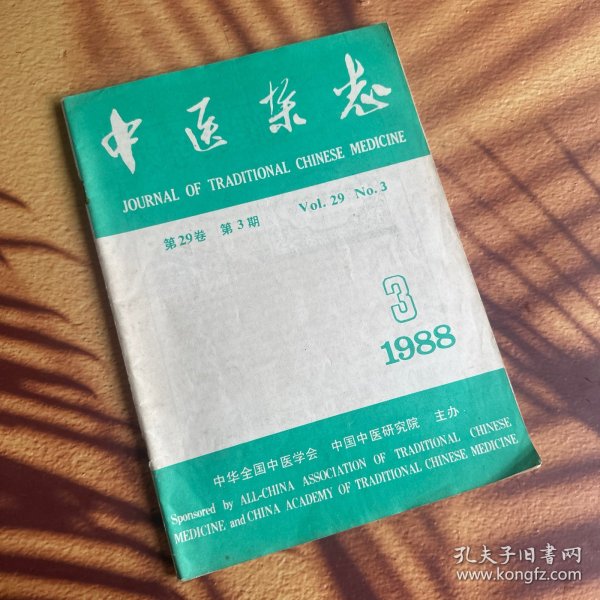 中医杂志
JOURNAL OF TRADITIONAL CHINESE MEDICINE
第29卷 第3期 Vol. 29 No. 3
3
1988
中华全国中医学会 中国中医研究院 主办
Sponsored by ALL-CHINA ASSOCIATION OF TRADITIONAL CHINESE
MEDICINE and CHINA ACADEMY OF TRADITIONAL CHINESE MEDICINE
孔夫子旧书网
www.kongfz.com